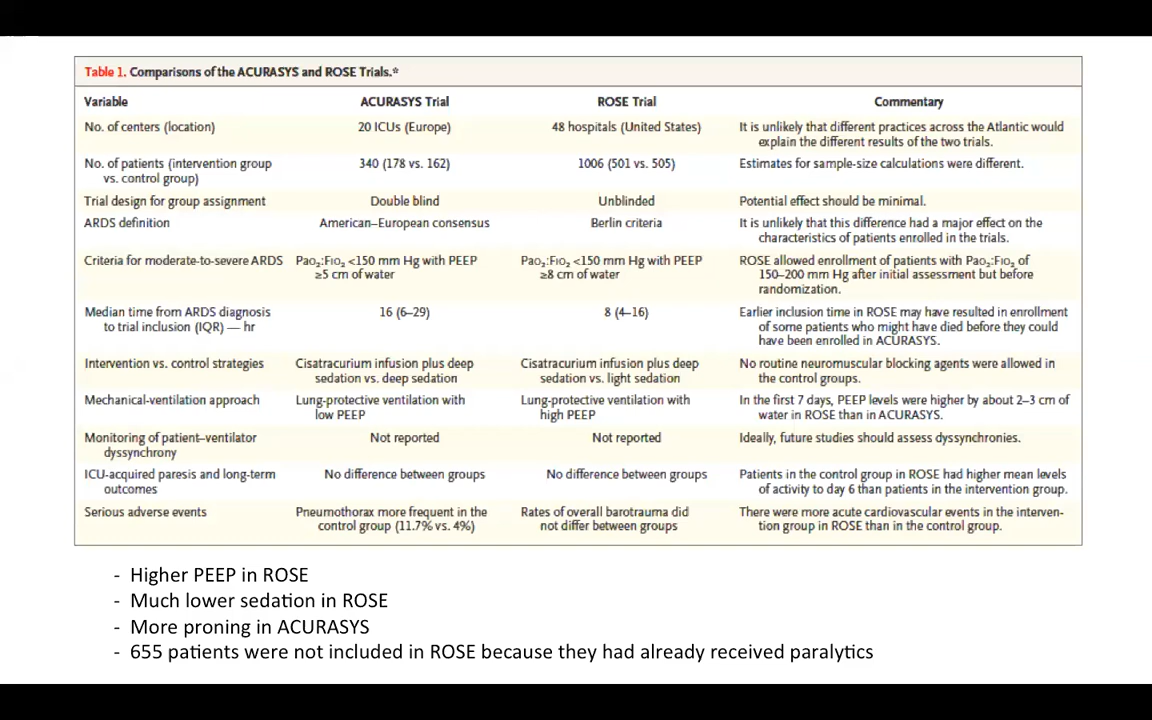 Table 1. Comparisons of the ACURASYS and ROSE Trials.*
Variable ACURASYS Trial ROSE Trial Commentary
No. of centers (location) 20 ICUs (Europe) 48 hospitals (United States) It is unlikely that different practices across the Atlantic would
explain the different results of the two trials.
No. of patients (intervention group 340 (178 vs. 162) 1006 (501 vs. 505) Estimates for sample-size calculations were different.
vs. control group)
Trial design for group assignment Double blind Unblinded Potential effect should be minimal.
ARDS definition American–European consensus Berlin criteria It is unlikely that this difference had a major effect on the
characteristics of patients enrolled in the trials.
Criteria for moderate-to-severe ARDS Pao₂:Fio₂ <150 mm Hg with PEEP Pao₂:Fio₂ <150 mm Hg with PEEP ROSE allowed enrollment of patients with Pao₂:Fio₂ of
≥5 cm of water ≥8 cm of water 150–200 mm Hg after initial assessment but before
randomization.
Median time from ARDS diagnosis 16 (6–29) 8 (4–16) Earlier inclusion time in ROSE may have resulted in enrollment
to trial inclusion (IQR) — hr of some patients who might have died before they could
have been enrolled in ACURASYS.
Intervention vs. control strategies Cisatracurium infusion plus deep Cisatracurium infusion plus deep No routine neuromuscular blocking agents were allowed in
sedation vs. deep sedation sedation vs. light sedation the control groups.
Mechanical-ventilation approach Lung-protective ventilation with Lung-protective ventilation with In the first 7 days, PEEP levels were higher by about 2–3 cm of
low PEEP high PEEP water in ROSE than in ACURASYS.
Monitoring of patient–ventilator Not reported Not reported Ideally, future studies should assess dyssynchronies.
dyssynchrony
ICU-acquired paresis and long-term No difference between groups No difference between groups Patients in the control group in ROSE had higher mean levels
outcomes of activity to day 6 than patients in the intervention group.
Serious adverse events Pneumothorax more frequent in the Rates of overall barotrauma did There were more acute cardiovascular events in the interven-
control group (11.7% vs. 4%) not differ between groups tion group in ROSE than in the control group.
- Higher PEEP in ROSE
- Much lower sedation in ROSE
- More proning in ACURASYS
- 655 patients were not included in ROSE because they had already received paralytics